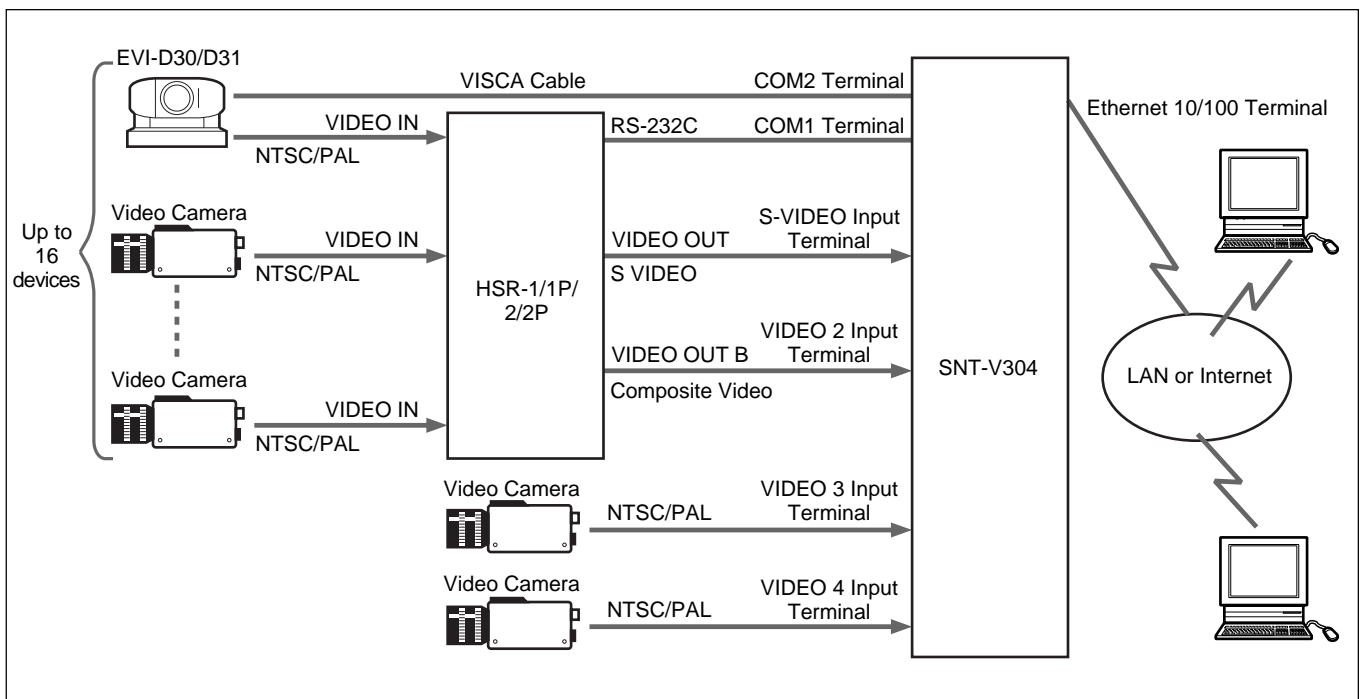 EVI-D30/D31
VISCA Cable
COM2 Terminal
Ethernet 10/100 Terminal
VIDEO IN
NTSC/PAL
RS-232C
COM1 Terminal
Up to
16
devices
Video Camera
VIDEO IN
NTSC/PAL
HSR-1/1P/
2/2P
VIDEO OUT
S VIDEO
S-VIDEO Input
Terminal
VIDEO OUT B
Composite Video
VIDEO 2 Input
Terminal
SNT-V304
LAN or Internet
Video Camera
VIDEO IN
NTSC/PAL
Video Camera
NTSC/PAL
VIDEO 3 Input
Terminal
Video Camera
NTSC/PAL
VIDEO 4 Input
Terminal